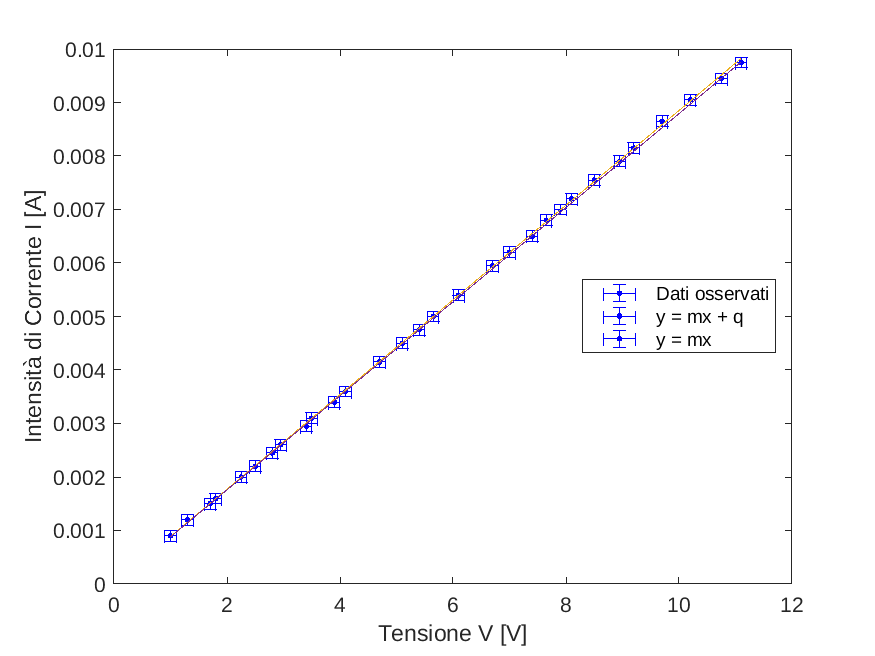 0.01
0.009
0.008
0.007
0.006
0.005
0.004
0.003
0.002
0.001
0
Intensità di Corrente I [A]
Dati osservati
y = mx + q
y = mx
0 2 4 6 8 10 12
Tensione V [V]